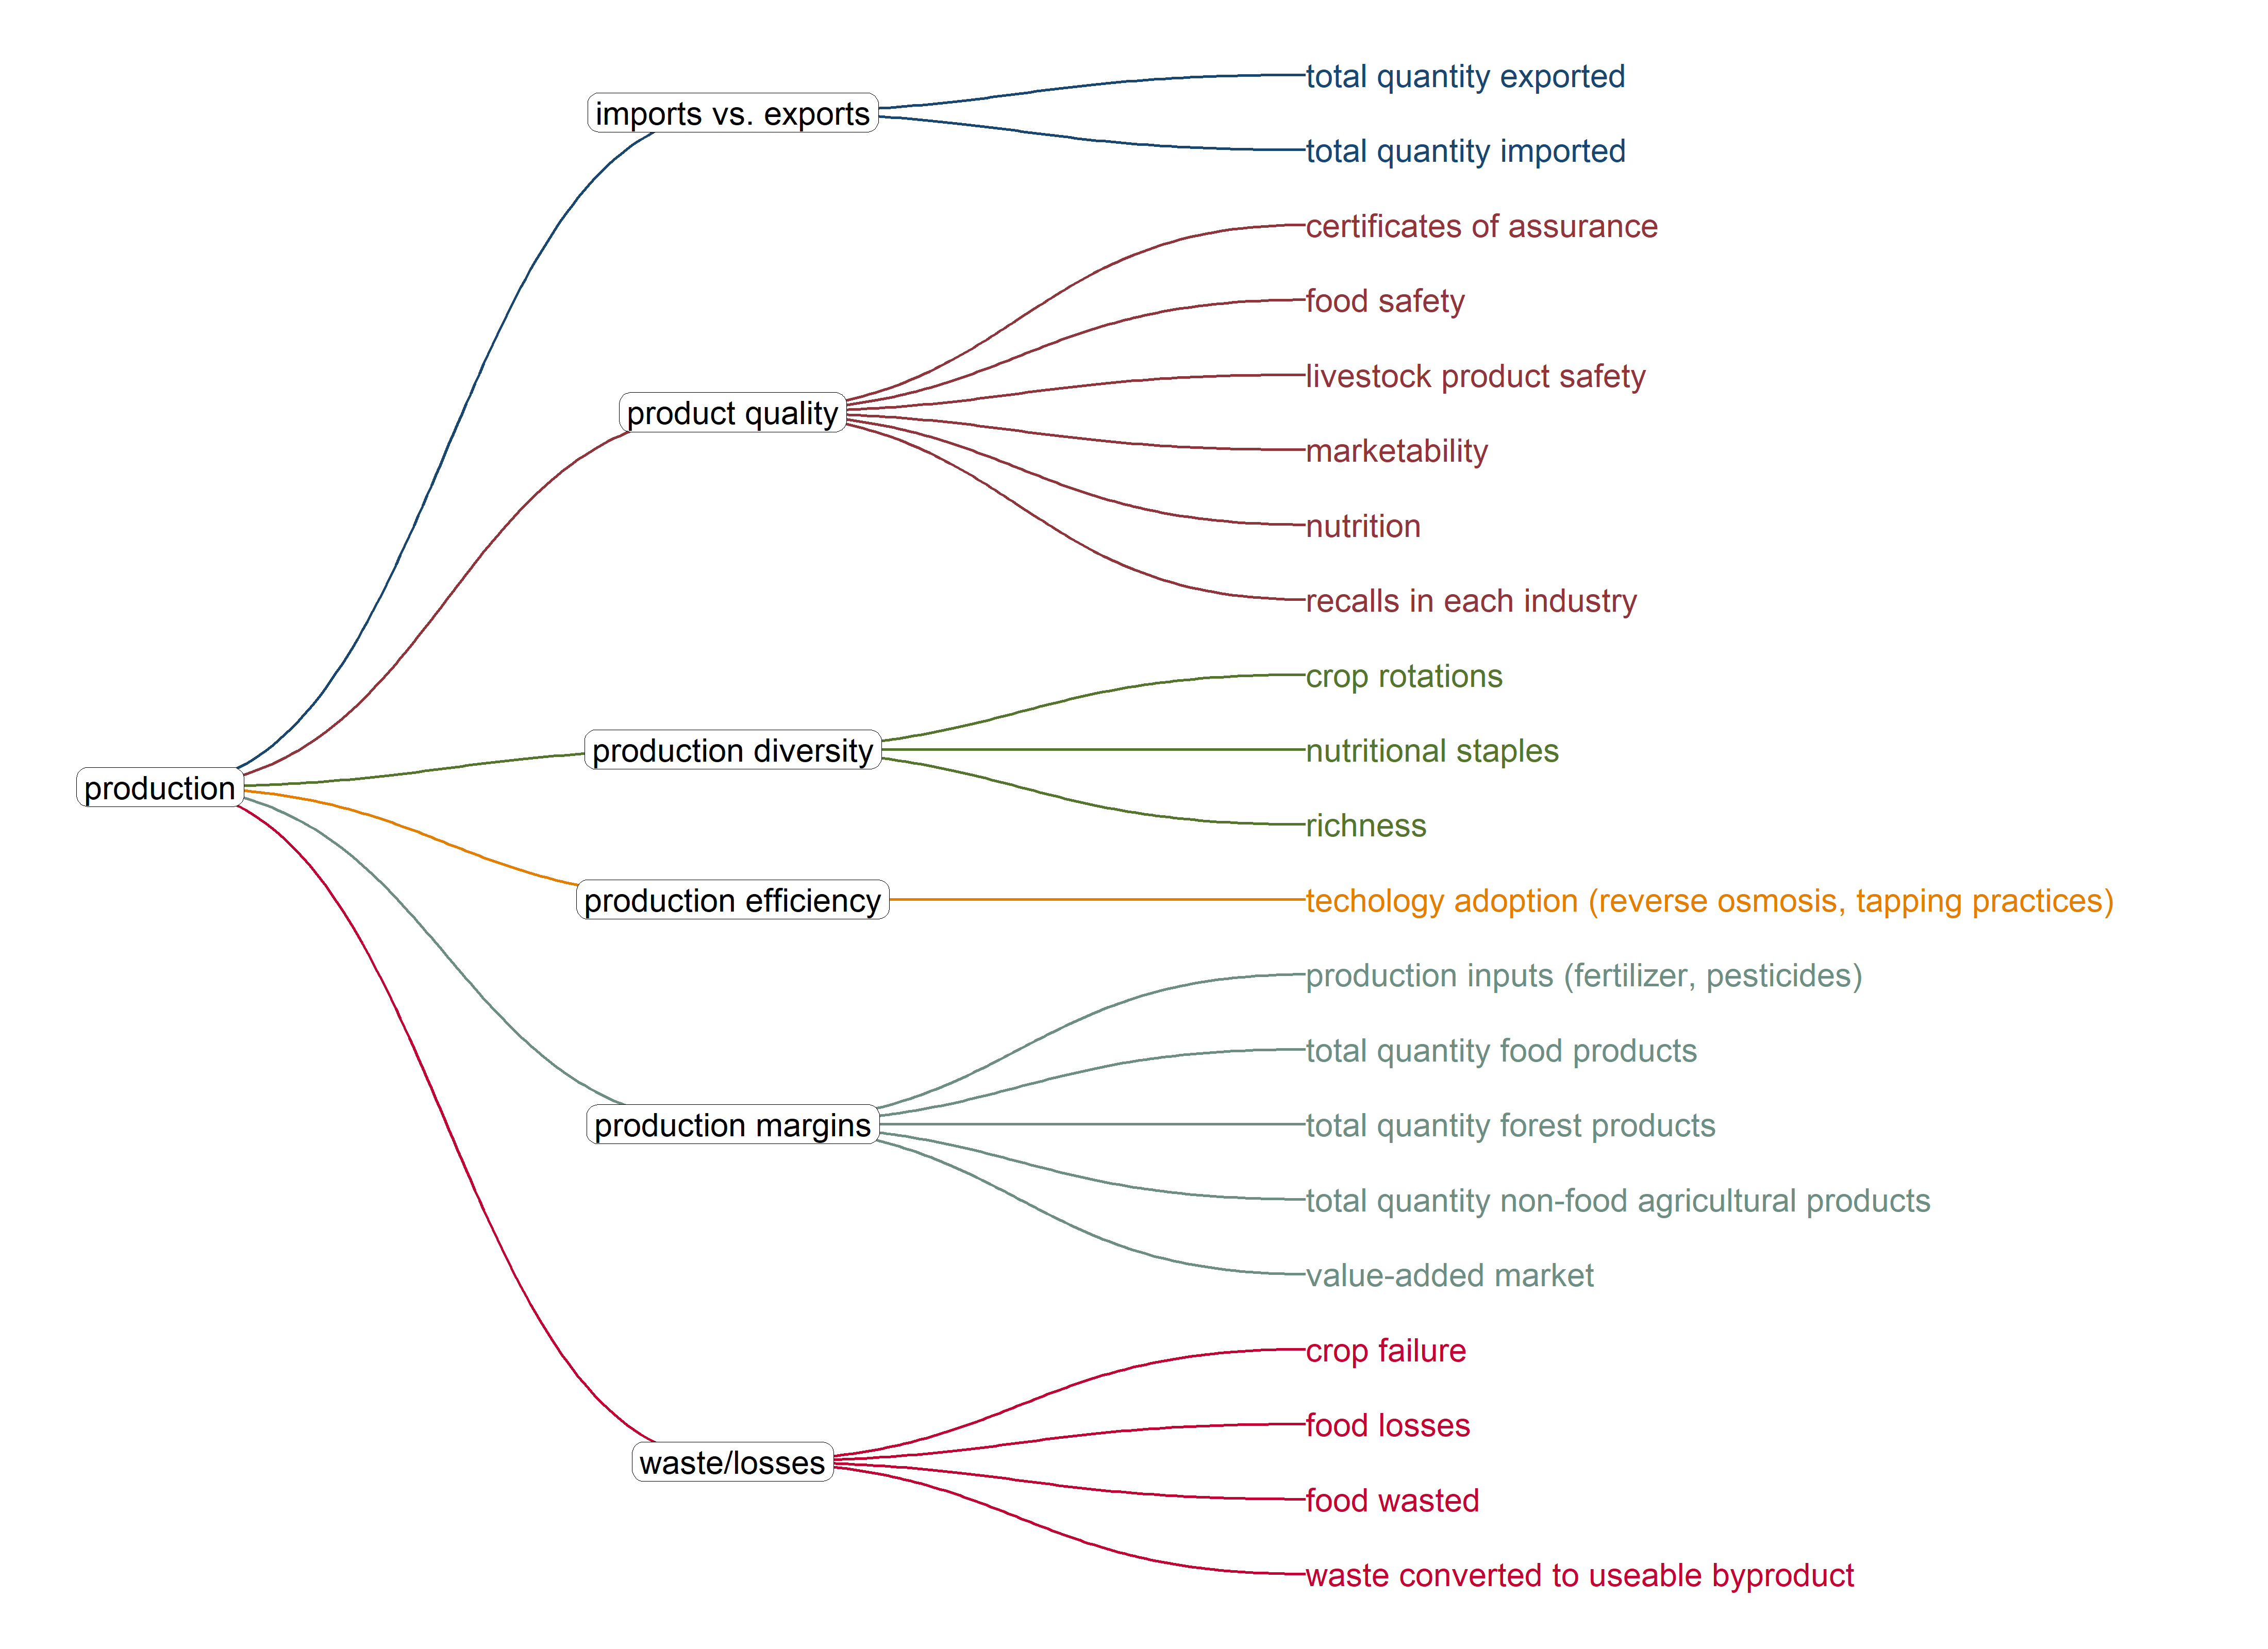 total quantity exported
imports vs. exports
total quantity imported
certificates of assurance
food safety
livestock product safety
product quality
marketability
nutrition
recalls in each industry
crop rotations
production diversity
nutritional staples
production
richness
production efficiency
techology adoption (reverse osmosis, tapping practices)
production inputs (fertilizer, pesticides)
total quantity food products
production margins
total quantity forest products
total quantity non-food agricultural products
value-added market
crop failure
food losses
waste/losses
food wasted
waste converted to useable byproduct